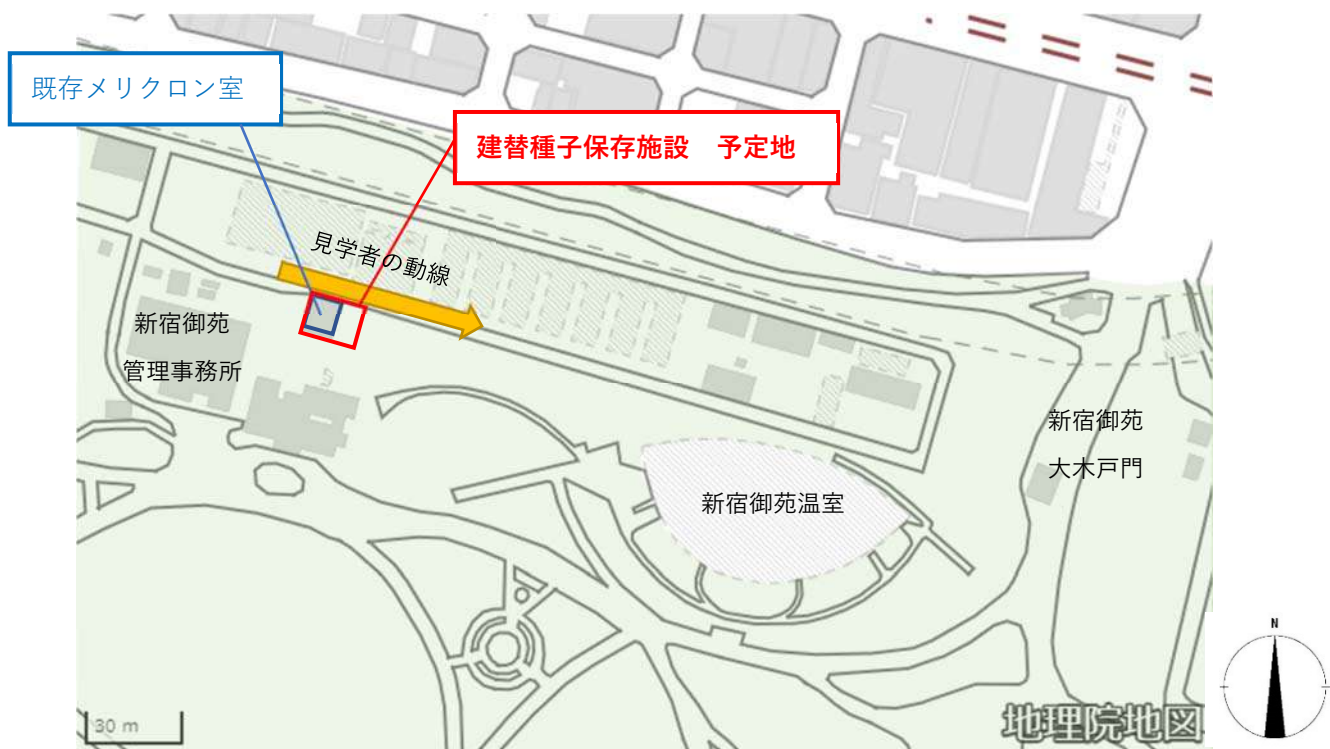 既存メリクロン室
建替種子保存施設　予定地
見学者の動線
新宿御苑
管理事務所
新宿御苑
大木戸門
新宿御苑温室
N
30 m
地理院地図